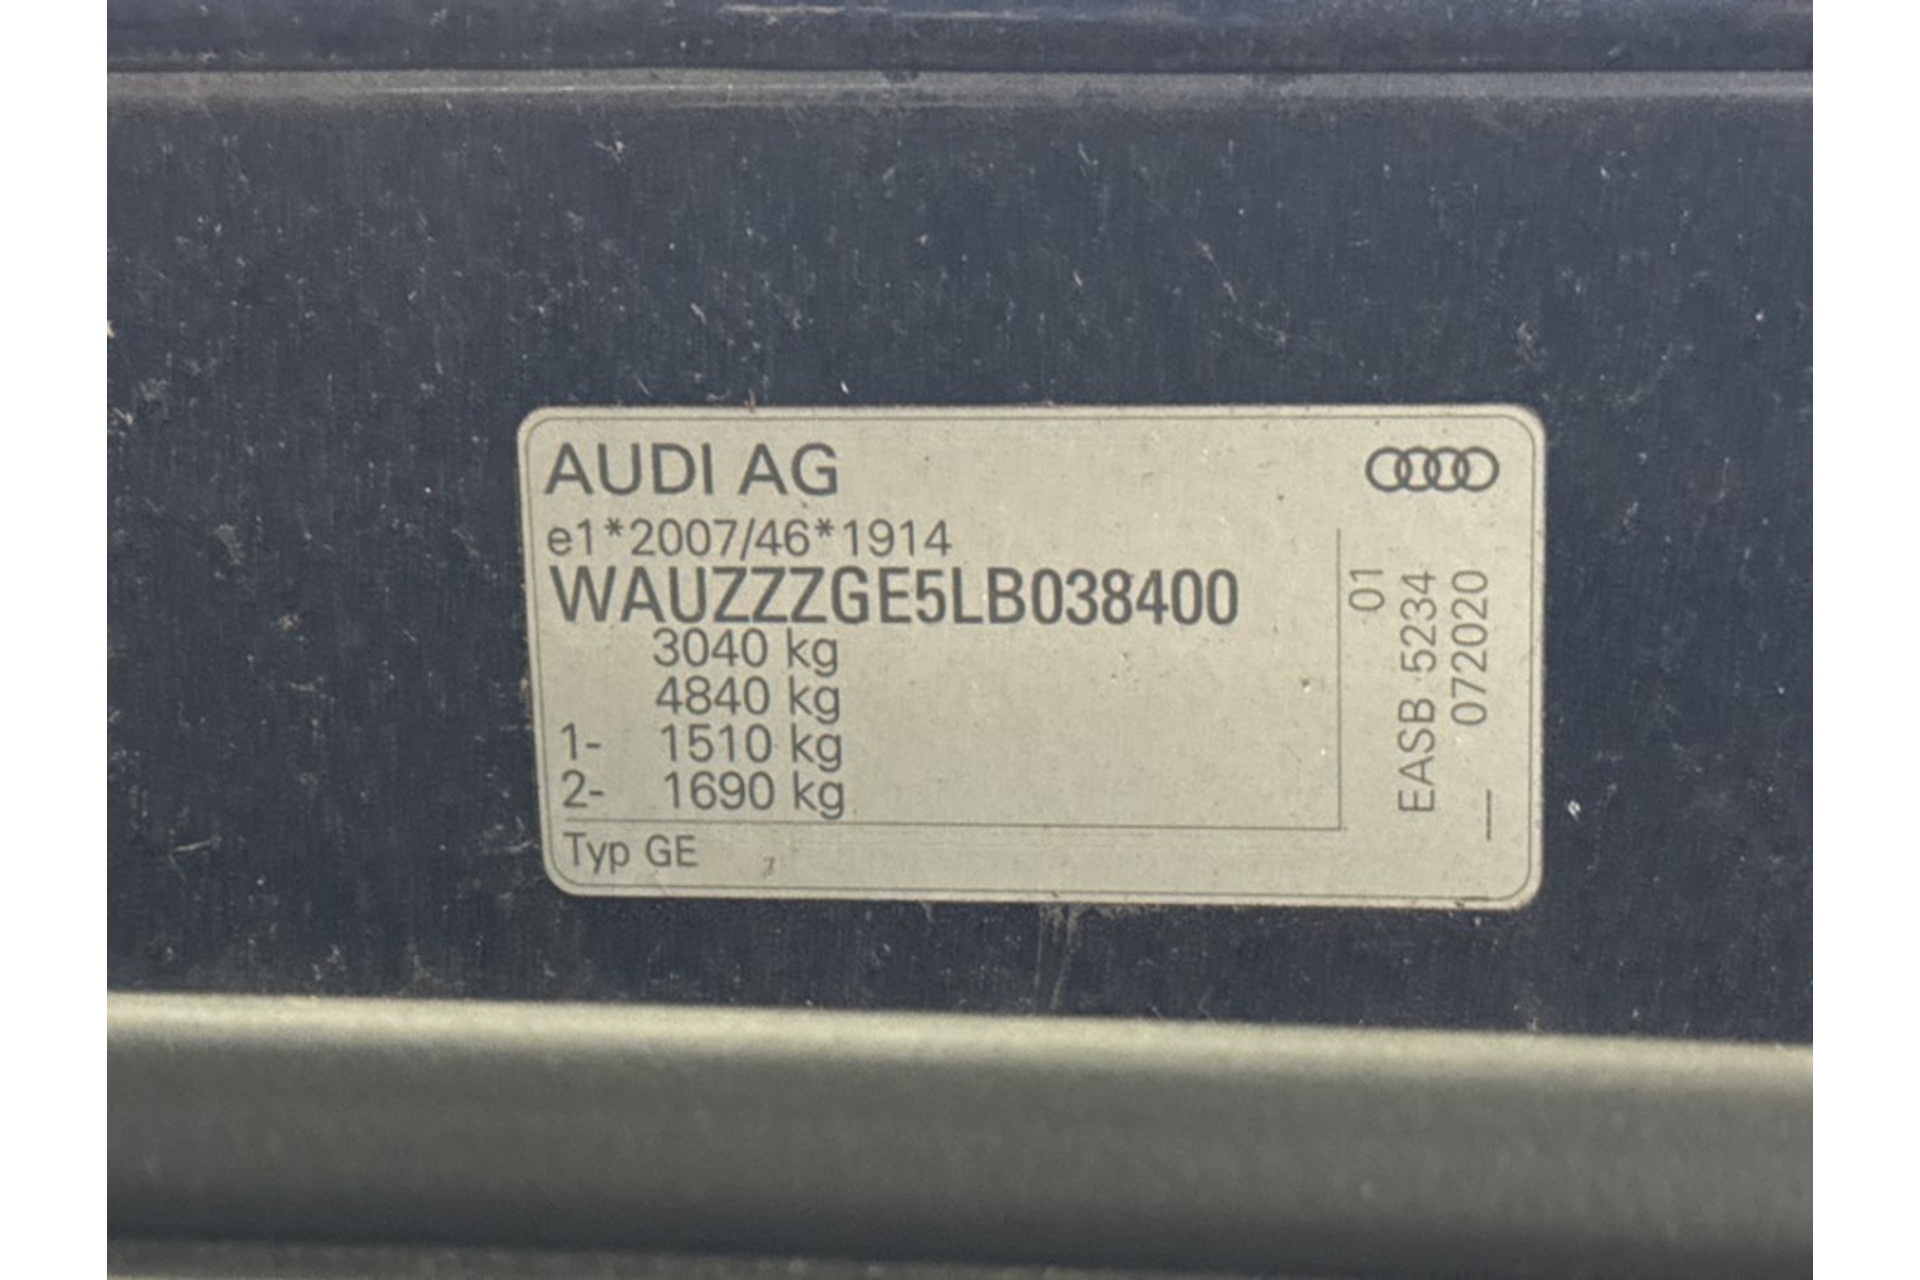 AUDI AG
e1*2007/46*1914
WAUZZZGE5LB038400
3040 kg
4840 kg
1- 1510 kg
2- 1690 kg
Typ GE
01
EASB 5234
— 072020